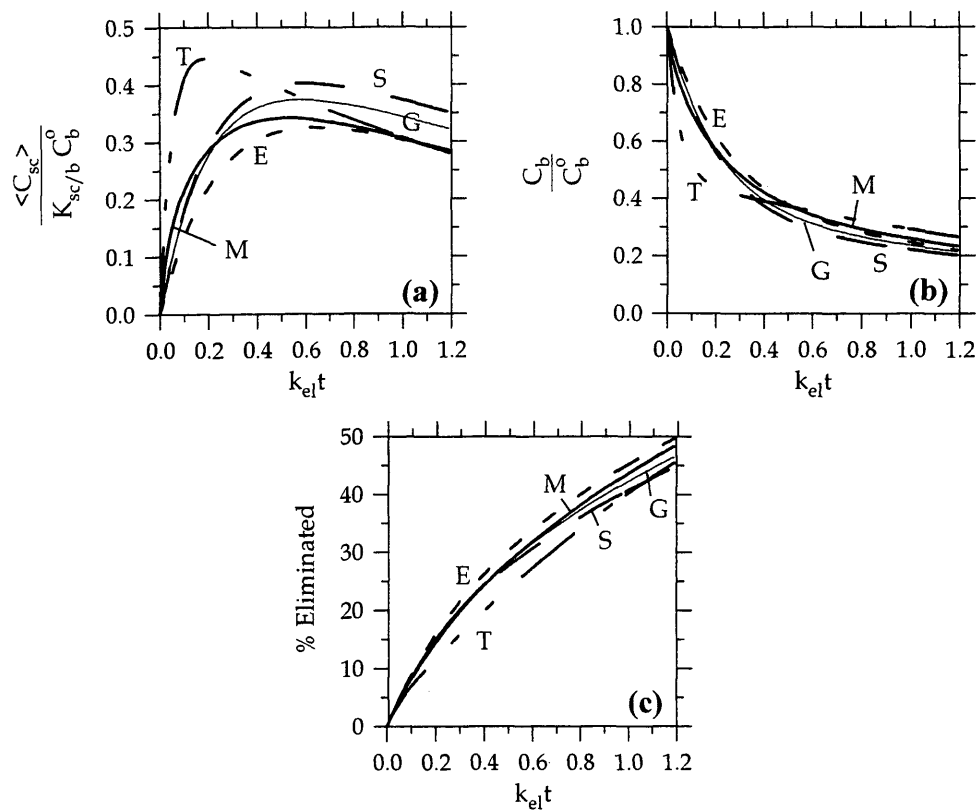 0.5
0.4
0.3
0.2
0.1
0.0
<C_sc>
K_sc/b C_b^o
T
S
G
E
M
(a)
0.0 0.2 0.4 0.6 0.8 1.0 1.2
k_el t
1.0
0.8
0.6
0.4
0.2
0.0
C_b
C_b^o
E
T
M
G
S
(b)
0.0 0.2 0.4 0.6 0.8 1.0 1.2
k_el t
50
40
30
20
10
0
% Eliminated
M
G
S
E
T
(c)
0.0 0.2 0.4 0.6 0.8 1.0 1.2
k_el t